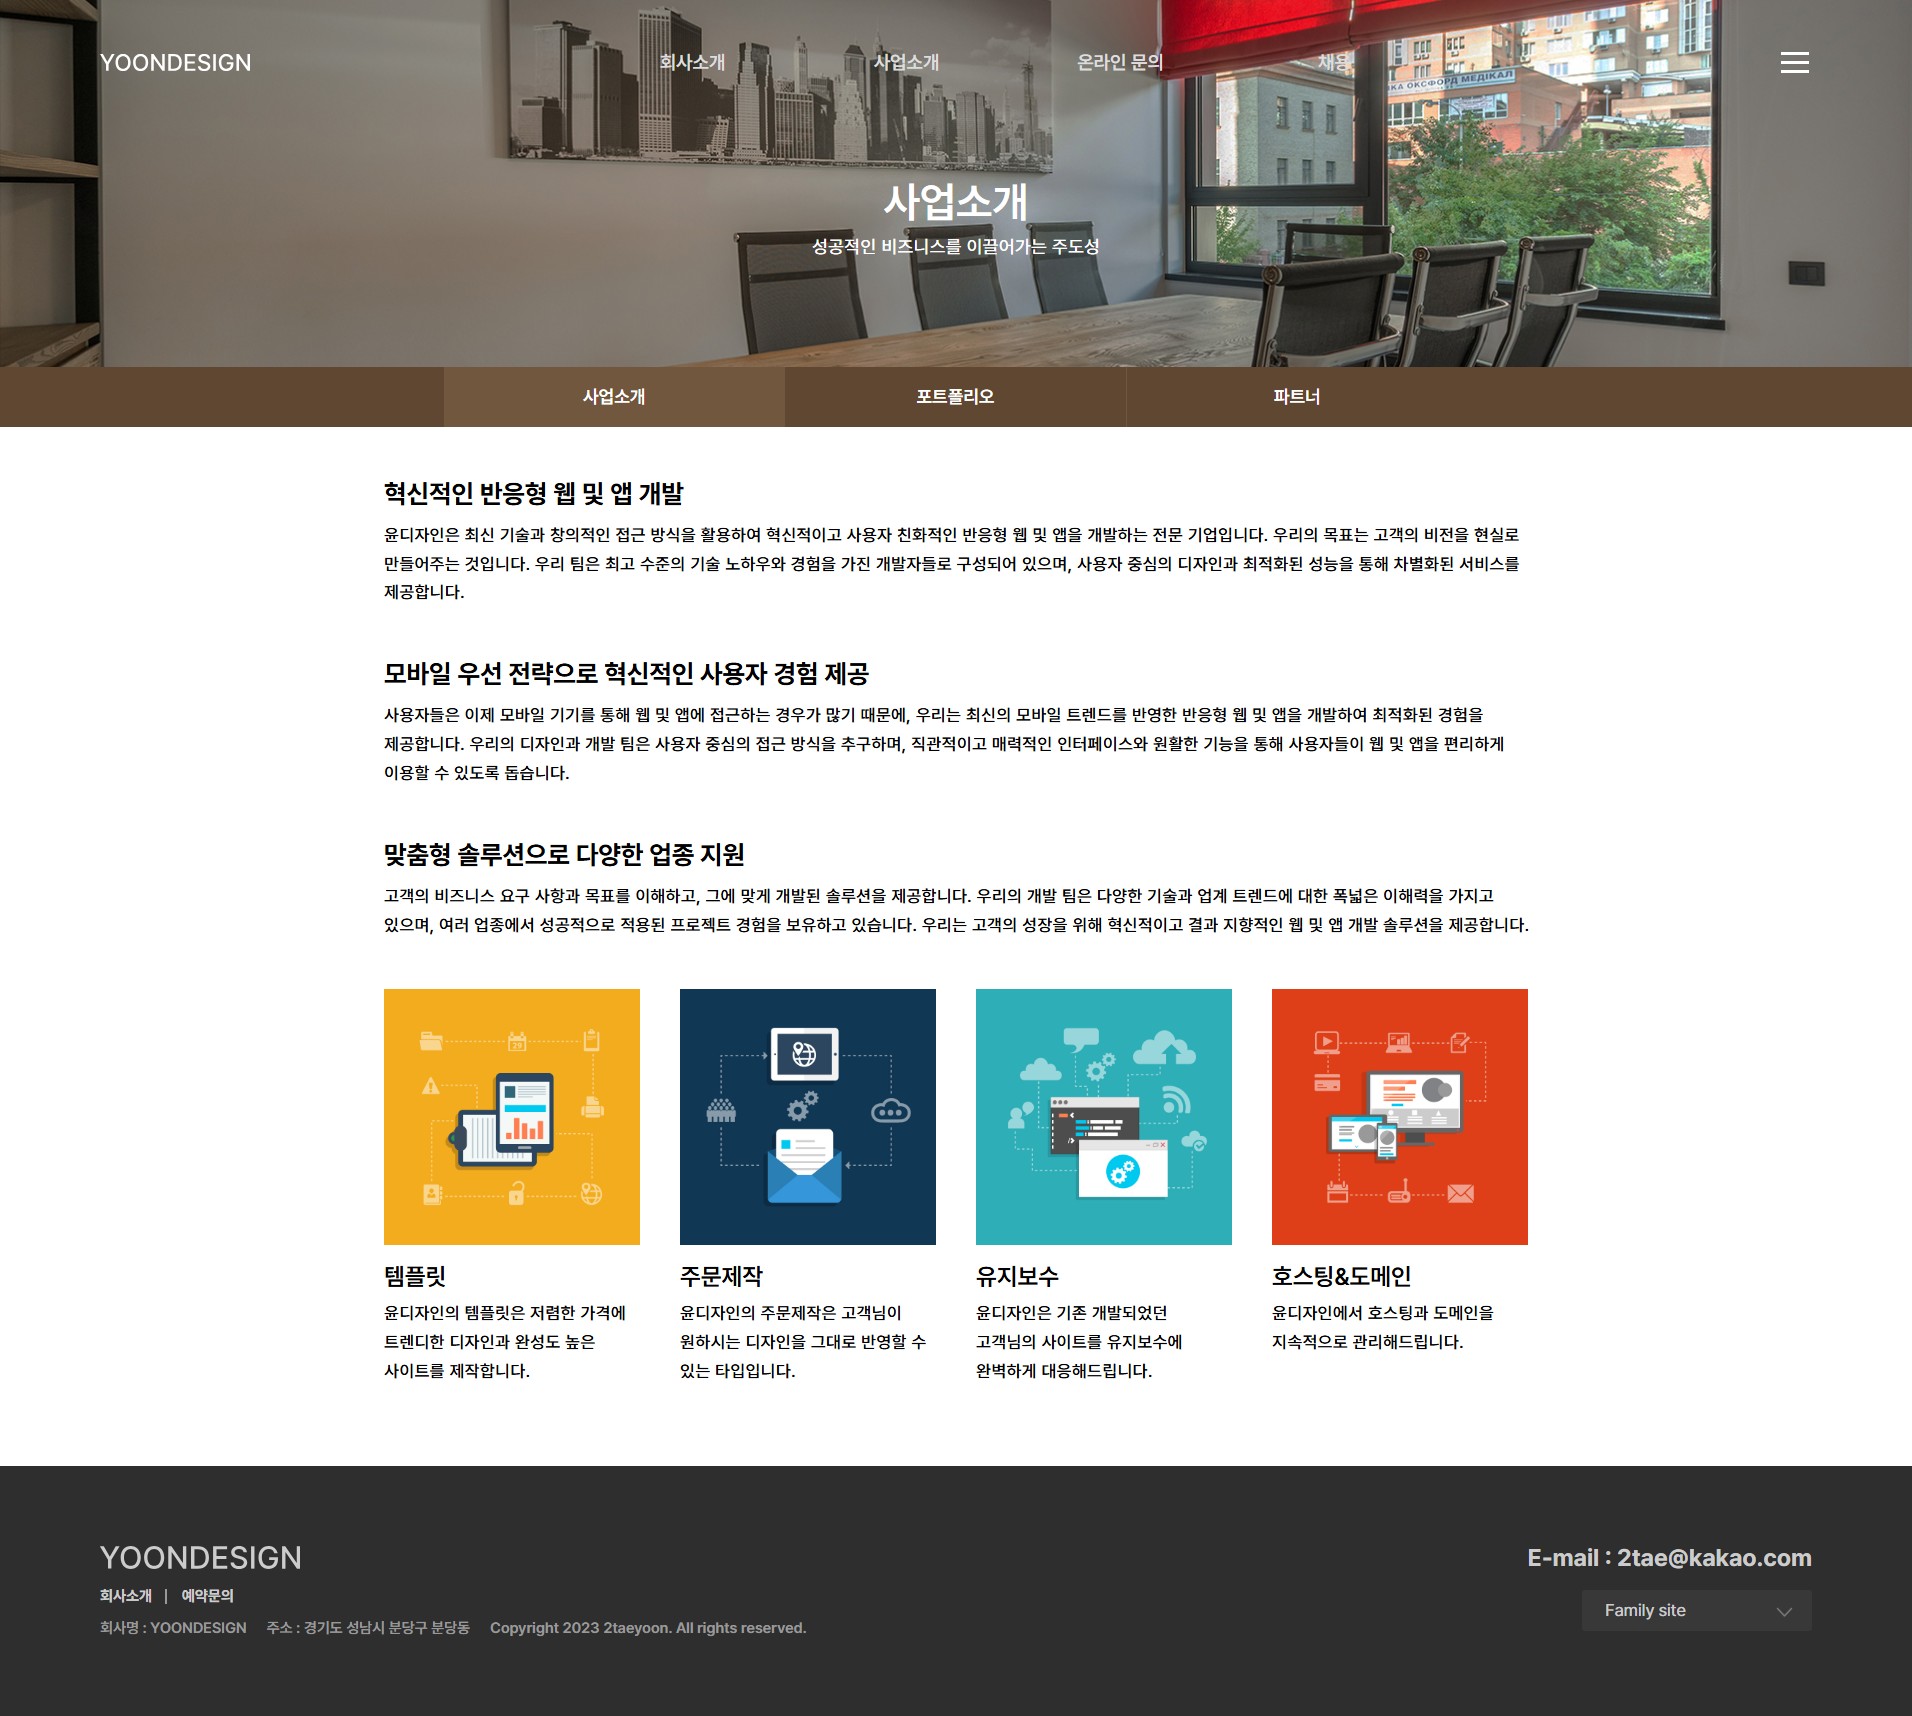 YOONDESIGN
회사소개
사업소개
온라인 문의
채용
КА ОКСФОРД МЕДІКАЛ
사업소개
성공적인 비즈니스를 이끌어가는 주도성
사업소개
포트폴리오
파트너
혁신적인 반응형 웹 및 앱 개발
윤디자인은 최신 기술과 창의적인 접근 방식을 활용하여 혁신적이고 사용자 친화적인 반응형 웹 및 앱을 개발하는 전문 기업입니다. 우리의 목표는 고객의 비전을 현실로
만들어주는 것입니다. 우리 팀은 최고 수준의 기술 노하우와 경험을 가진 개발자들로 구성되어 있으며, 사용자 중심의 디자인과 최적화된 성능을 통해 차별화된 서비스를
제공합니다.
모바일 우선 전략으로 혁신적인 사용자 경험 제공
사용자들은 이제 모바일 기기를 통해 웹 및 앱에 접근하는 경우가 많기 때문에, 우리는 최신의 모바일 트렌드를 반영한 반응형 웹 및 앱을 개발하여 최적화된 경험을
제공합니다. 우리의 디자인과 개발 팀은 사용자 중심의 접근 방식을 추구하며, 직관적이고 매력적인 인터페이스와 원활한 기능을 통해 사용자들이 웹 및 앱을 편리하게
이용할 수 있도록 돕습니다.
맞춤형 솔루션으로 다양한 업종 지원
고객의 비즈니스 요구 사항과 목표를 이해하고, 그에 맞게 개발된 솔루션을 제공합니다. 우리의 개발 팀은 다양한 기술과 업계 트렌드에 대한 폭넓은 이해력을 가지고
있으며, 여러 업종에서 성공적으로 적용된 프로젝트 경험을 보유하고 있습니다. 우리는 고객의 성장을 위해 혁신적이고 결과 지향적인 웹 및 앱 개발 솔루션을 제공합니다.
29
템플릿
윤디자인의 템플릿은 저렴한 가격에
트렌디한 디자인과 완성도 높은
사이트를 제작합니다.
주문제작
윤디자인의 주문제작은 고객님이
원하시는 디자인을 그대로 반영할 수
있는 타입입니다.
유지보수
윤디자인은 기존 개발되었던
고객님의 사이트를 유지보수에
완벽하게 대응해드립니다.
호스팅&도메인
윤디자인에서 호스팅과 도메인을
지속적으로 관리해드립니다.
YOONDESIGN
회사소개 | 예약문의
회사명 : YOONDESIGN 주소 : 경기도 성남시 분당구 분당동 Copyright 2023 2taeyoon. All rights reserved.
E-mail : 2tae@kakao.com
Family site